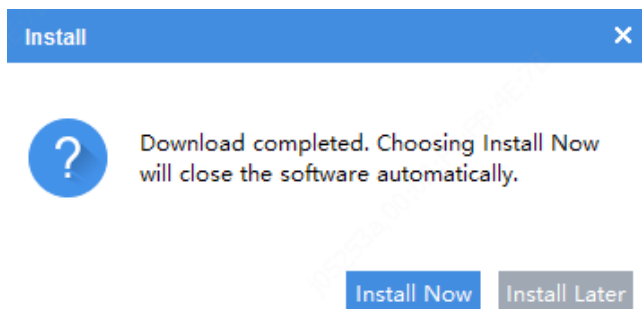 Install
Download completed. Choosing Install Now
will close the software automatically.
Install Now
Install Later